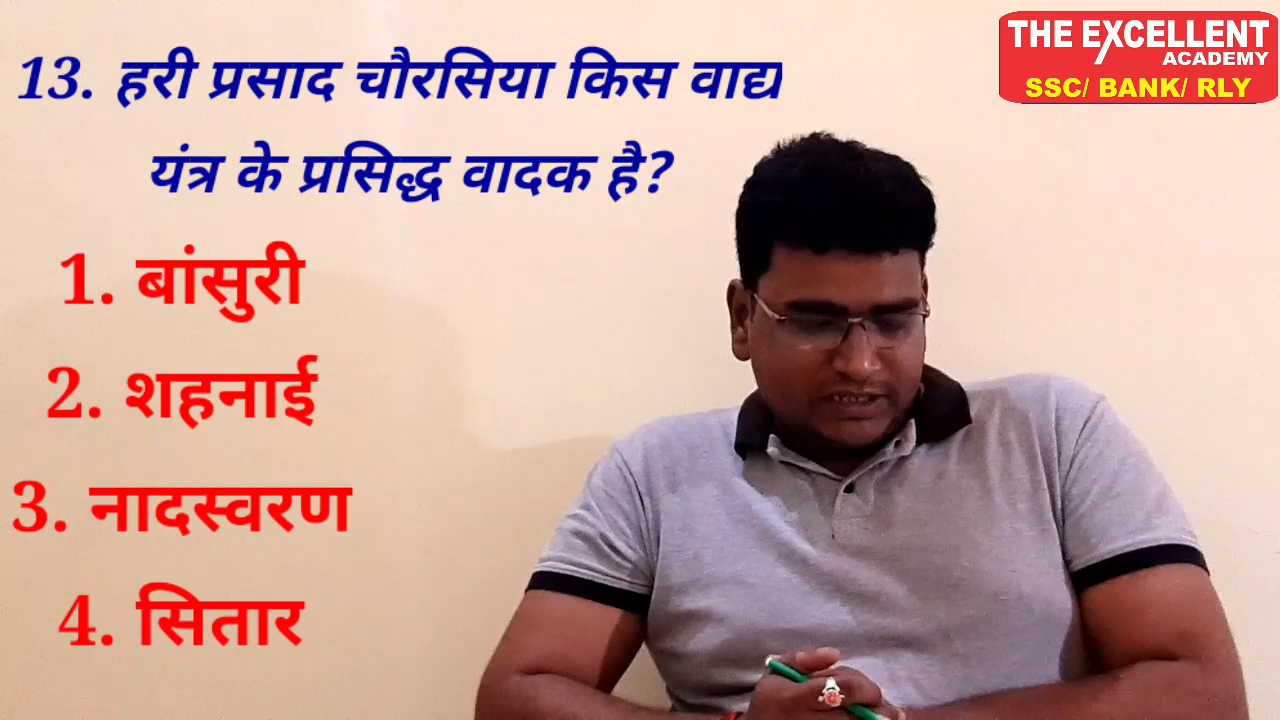 THE EXCELLENT
ACADEMY
SSC/ BANK/ RLY
13. हरी प्रसाद चौरसिया किस वाद्य
यंत्र के प्रसिद्ध वादक है?
1. बांसुरी
2. शहनाई
3. नादस्वरण
4. सितार